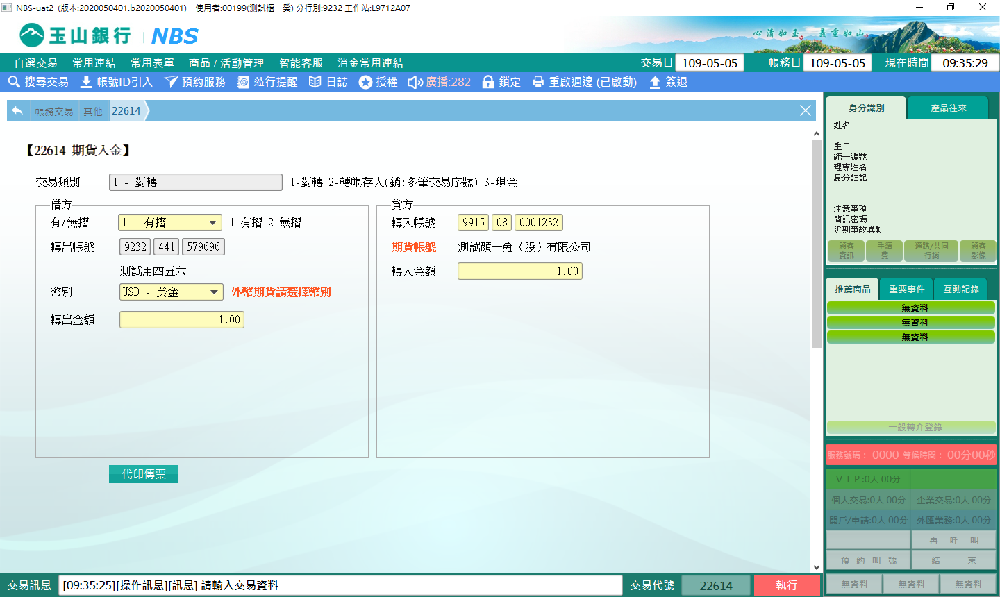 NBS-uat2 (版本:2020050401.b2020050401) 使用者:00199(測試櫃一癸) 分行別:9232 工作站:L9712A07
玉山銀行 NBS
心清如玉。義重如山。
自選交易 常用連結 常用表單 商品/活動管理 智能客服 消金常用連結 交易日 109-05-05 帳務日 109-05-05 現在時間 09:35:29
搜尋交易 帳號ID引入 預約服務 蒞行提醒 日誌 授權 廣播:282 鎖定 重啟週邊 (已啟動) 簽退
帳務交易 其他 22614
【22614 期貨入金】
交易類別 1 - 對轉 1-對轉 2-轉帳存入(銷:多筆交易序號) 3-現金
借方
有/無摺 1 - 有摺 1-有摺 2-無摺
轉出帳號 9232 441 579696
測試用四五六
幣別 USD - 美金 外幣期貨請選擇幣別
轉出金額 1.00
貸方
轉入帳號 9915 08 0001232
期貨帳號 測試顏一兔（股）有限公司
轉入金額 1.00
代印傳票
身分識別 產品往來
姓名
生日
統一編號
理專姓名
身分註記
注意事項
簡訊密碼
近期事故異動
顧客資訊 手續費 通路/共同行銷 顧客影像
推薦商品 重要事件 互動記錄
無資料
無資料
無資料
一般轉介登錄
服務號碼： 0000 等候時間： 00分00秒
ＶＩＰ:0人 00分
個人交易:0人 00分 企業交易:0人 00分
開戶/申請:0人 00分 外匯業務:0人 00分
再 呼 叫
預 約 叫 號 結 束
無資料 無資料 無資料
交易訊息 [09:35:25][操作訊息][訊息] 請輸入交易資料 交易代號 22614 執行